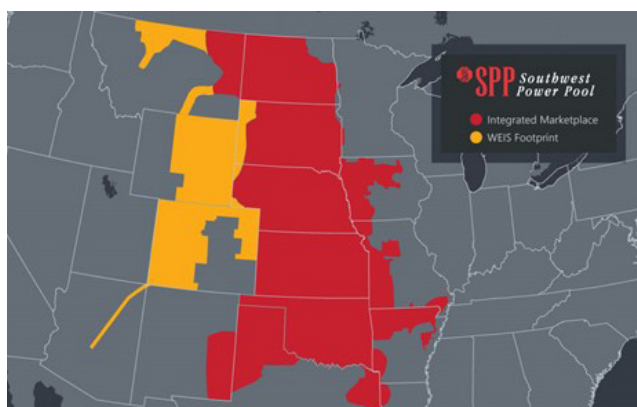 SPP Southwest
Power Pool
Integrated Marketplace
WEIS Footprint